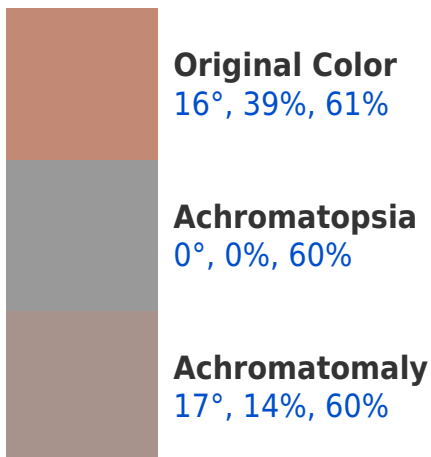 Original Color
16°, 39%, 61%
Achromatopsia
0°, 0%, 60%
Achromatomaly
17°, 14%, 60%